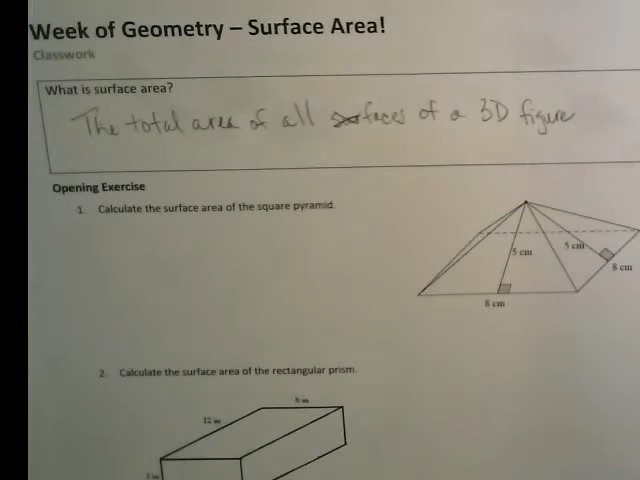 Week of Geometry – Surface Area!
Classwork
What is surface area?
The total area of all faces of a 3D figure
Opening Exercise
1. Calculate the surface area of the square pyramid.
5 cm
5 cm
8 cm
8 cm
2. Calculate the surface area of the rectangular prism.
6 in
12 in